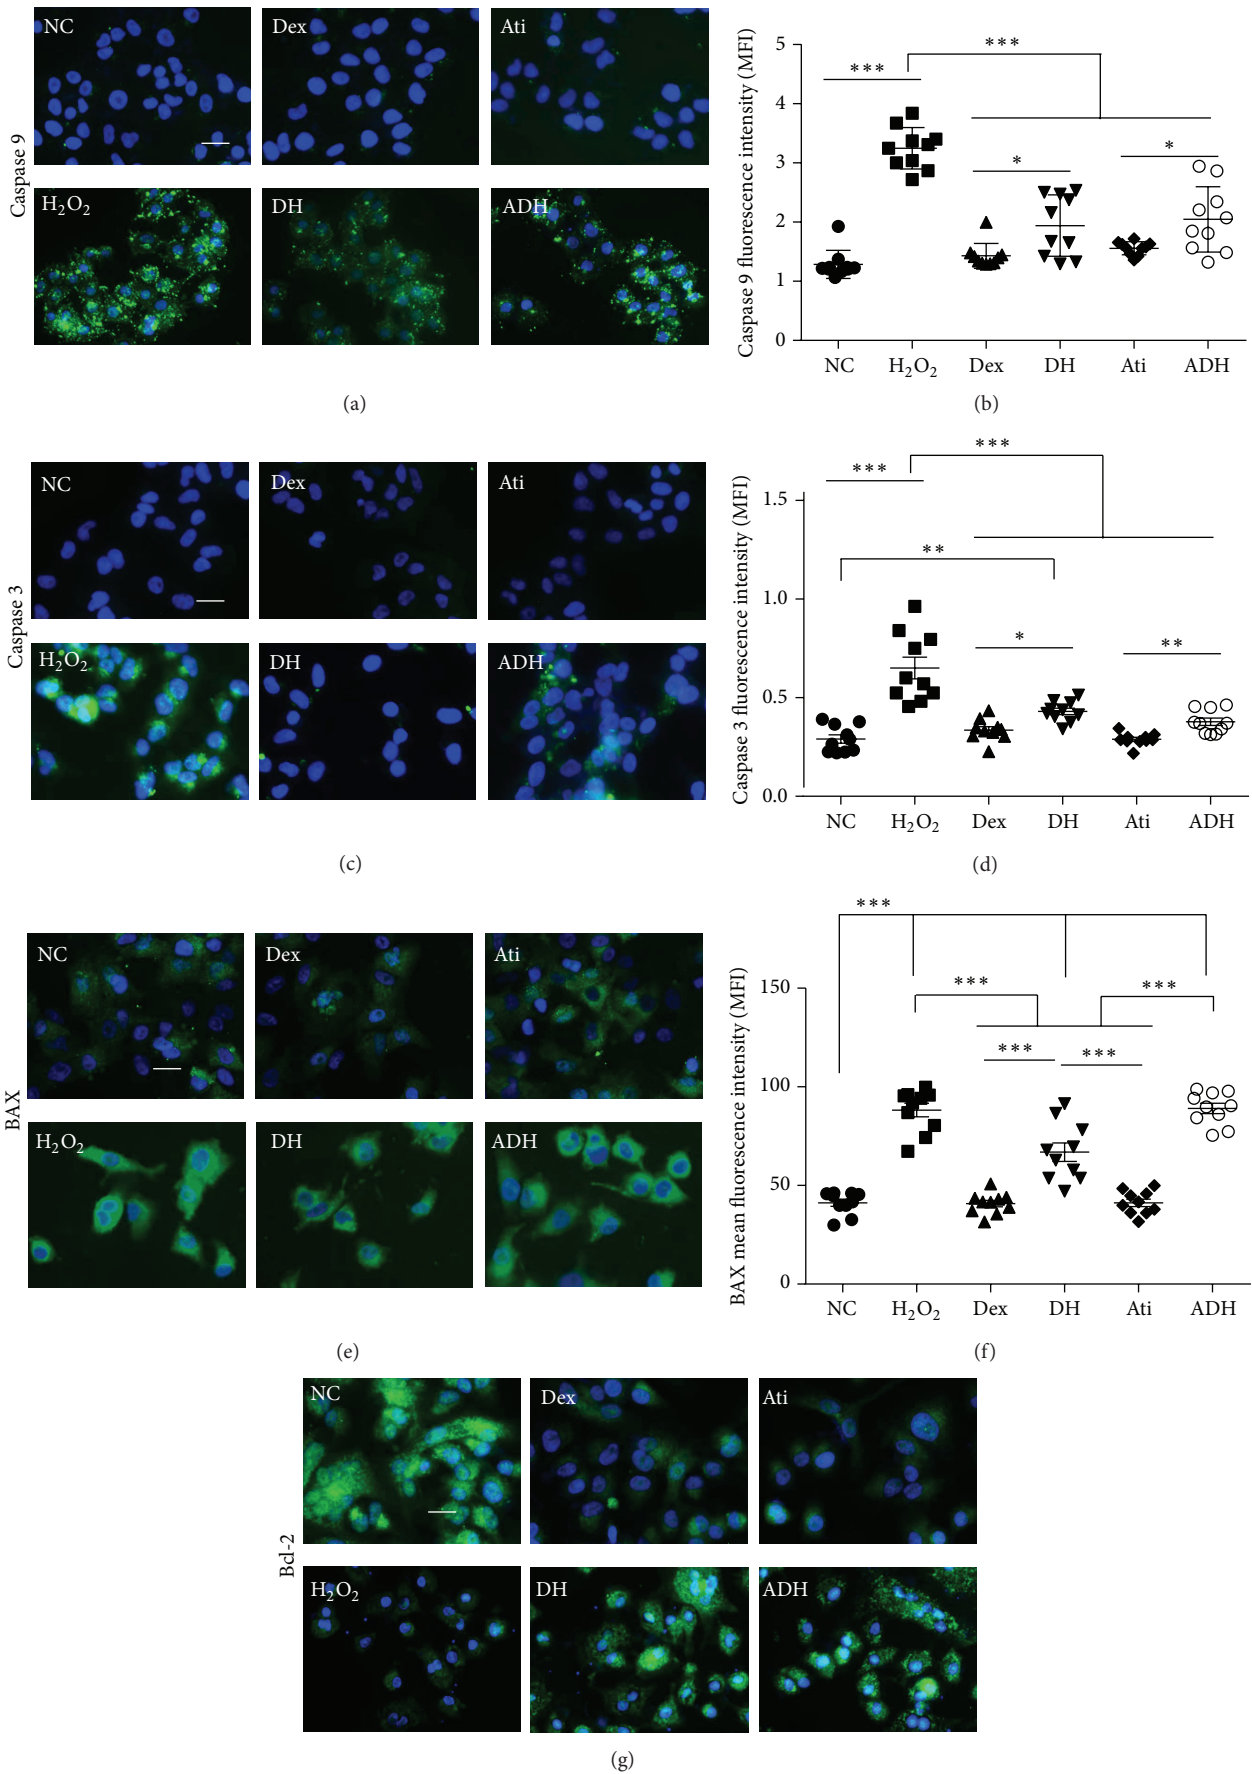 Caspase 9
NC
Dex
Ati
H₂O₂
DH
ADH
(a)
Caspase 9 fluorescence intensity (MFI)
5
4
3
2
1
0
***
***
*
*
NC H₂O₂ Dex DH Ati ADH
(b)
Caspase 3
NC
Dex
Ati
H₂O₂
DH
ADH
(c)
Caspase 3 fluorescence intensity (MFI)
1.5
1.0
0.5
0.0
***
***
**
*
**
NC H₂O₂ Dex DH Ati ADH
(d)
BAX
NC
Dex
Ati
H₂O₂
DH
ADH
(e)
BAX mean fluorescence intensity (MFI)
150
100
50
0
***
***
***
***
***
NC H₂O₂ Dex DH Ati ADH
(f)
Bcl-2
NC
Dex
Ati
H₂O₂
DH
ADH
(g)